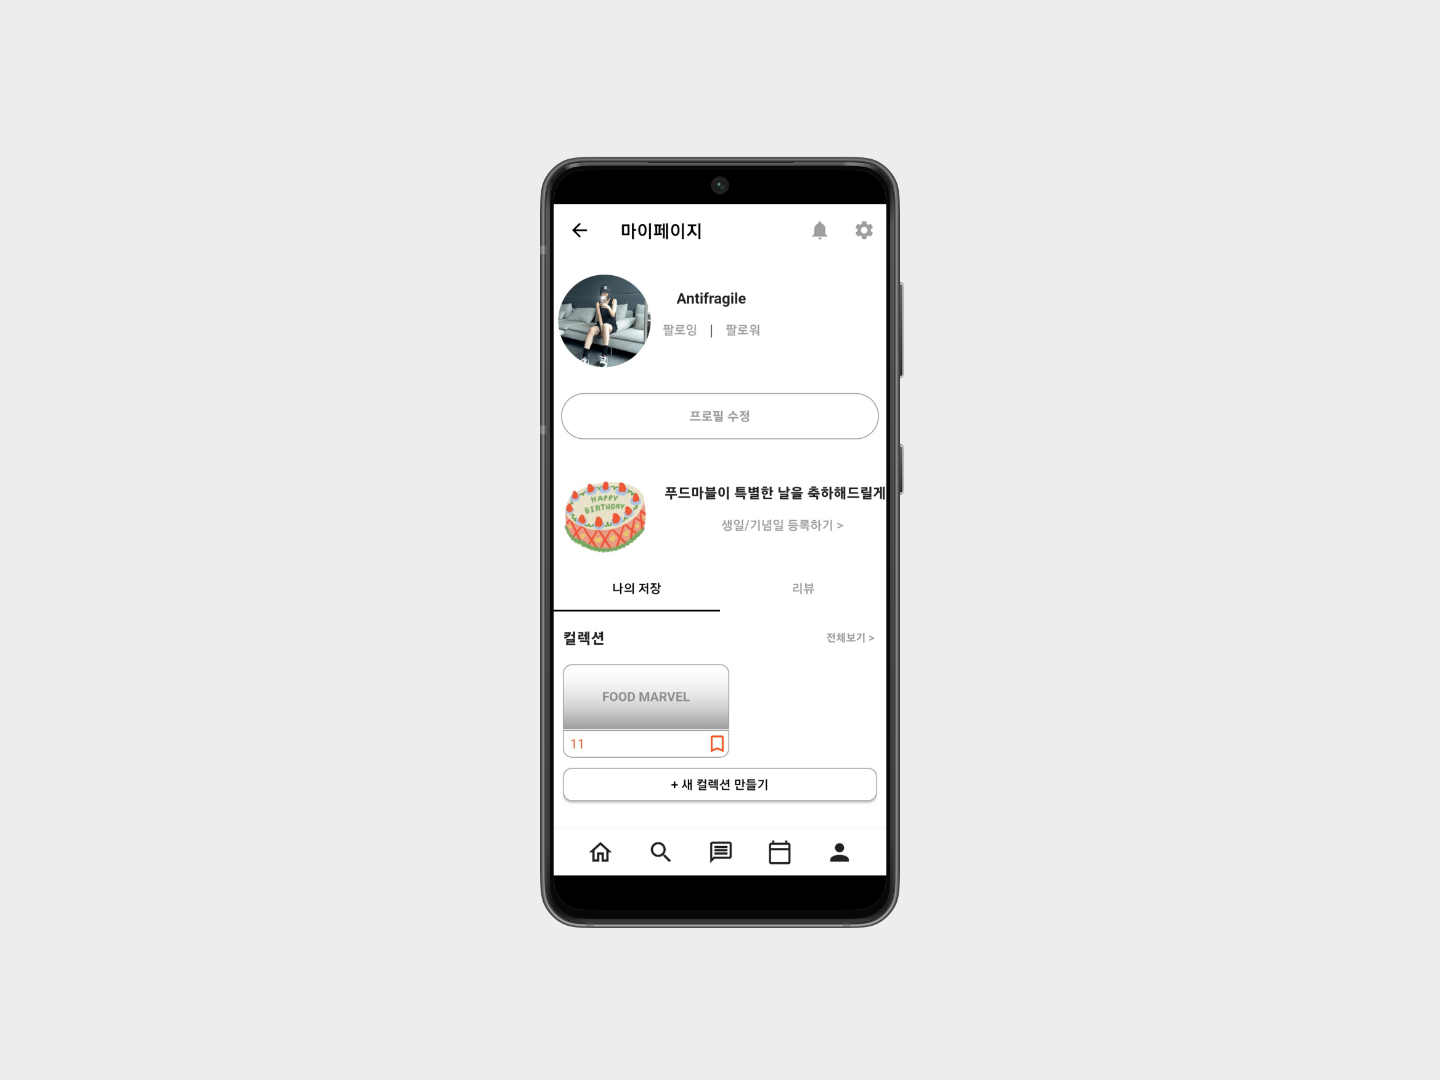 마이페이지
Antifragile
팔로잉 | 팔로워
프로필 수정
HAPPY
BIRTHDAY
푸드마블이 특별한 날을 축하해드릴게
생일/기념일 등록하기 >
나의 저장 리뷰
컬렉션 전체보기 >
FOOD MARVEL
11
+ 새 컬렉션 만들기